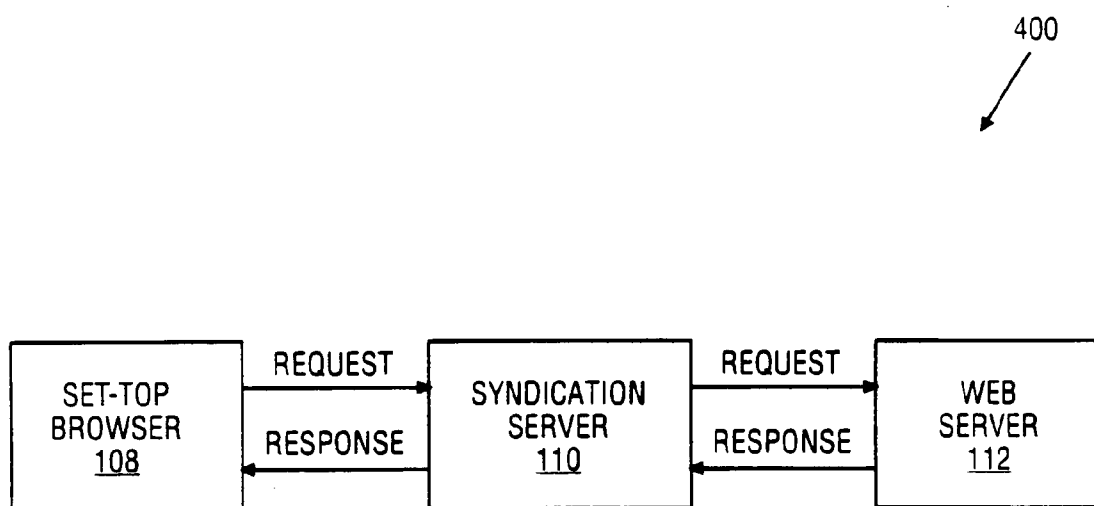 400
SET-TOP
BROWSER
108
REQUEST
RESPONSE
SYNDICATION
SERVER
110
REQUEST
RESPONSE
WEB
SERVER
112